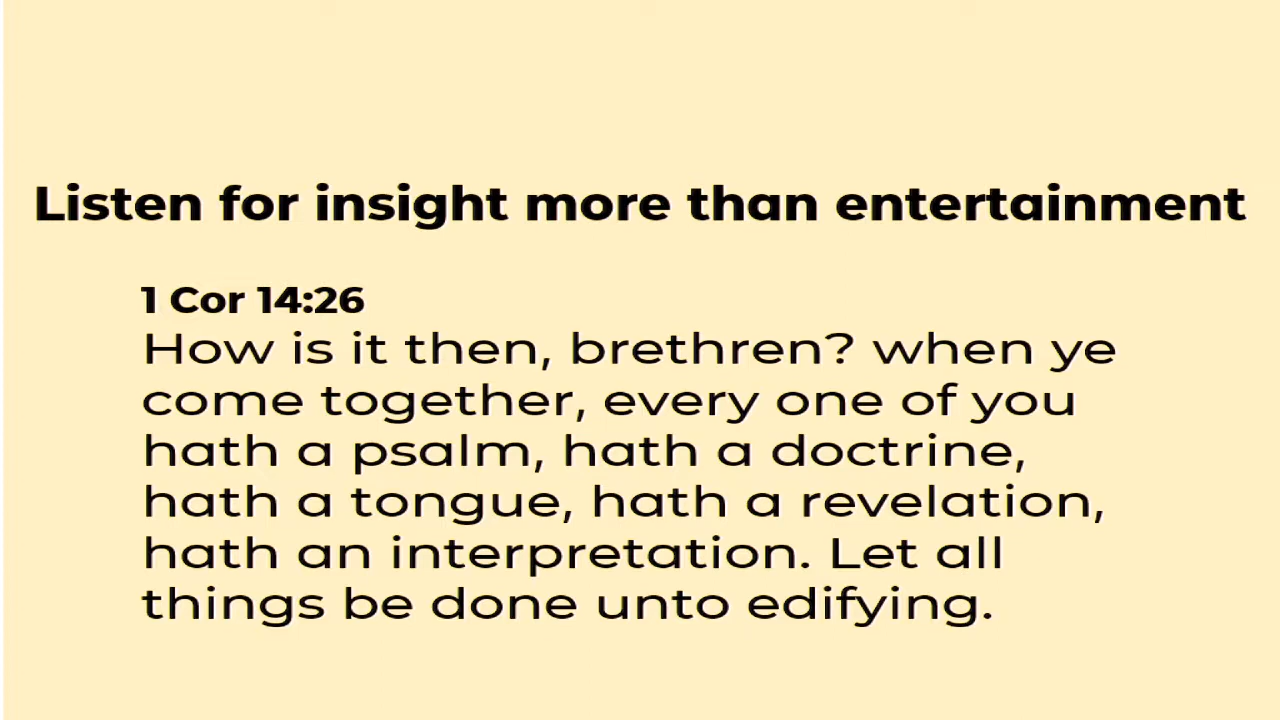 Listen for insight more than entertainment
1 Cor 14:26
How is it then, brethren? when ye
come together, every one of you
hath a psalm, hath a doctrine,
hath a tongue, hath a revelation,
hath an interpretation. Let all
things be done unto edifying.